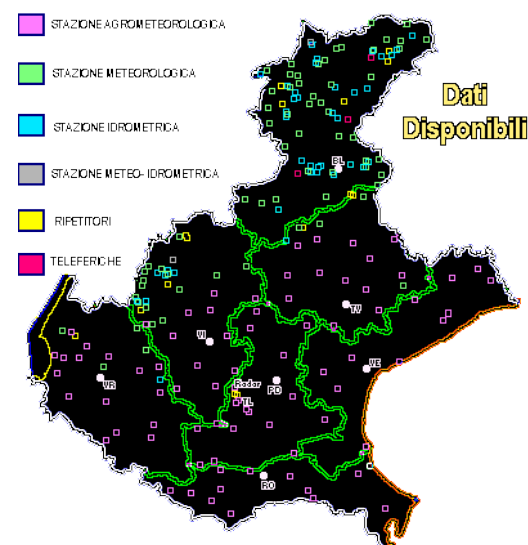 STAZIONE AGROMETEOROLOGICA
STAZIONE METEOROLOGICA
STAZIONE IDROMETRICA
STAZIONE METEO-IDROMETRICA
RIPETITORI
TELEFERICHE
Dati
Disponibili
BL
TV
VI
VE
VR
PD
Radar
TL
RO